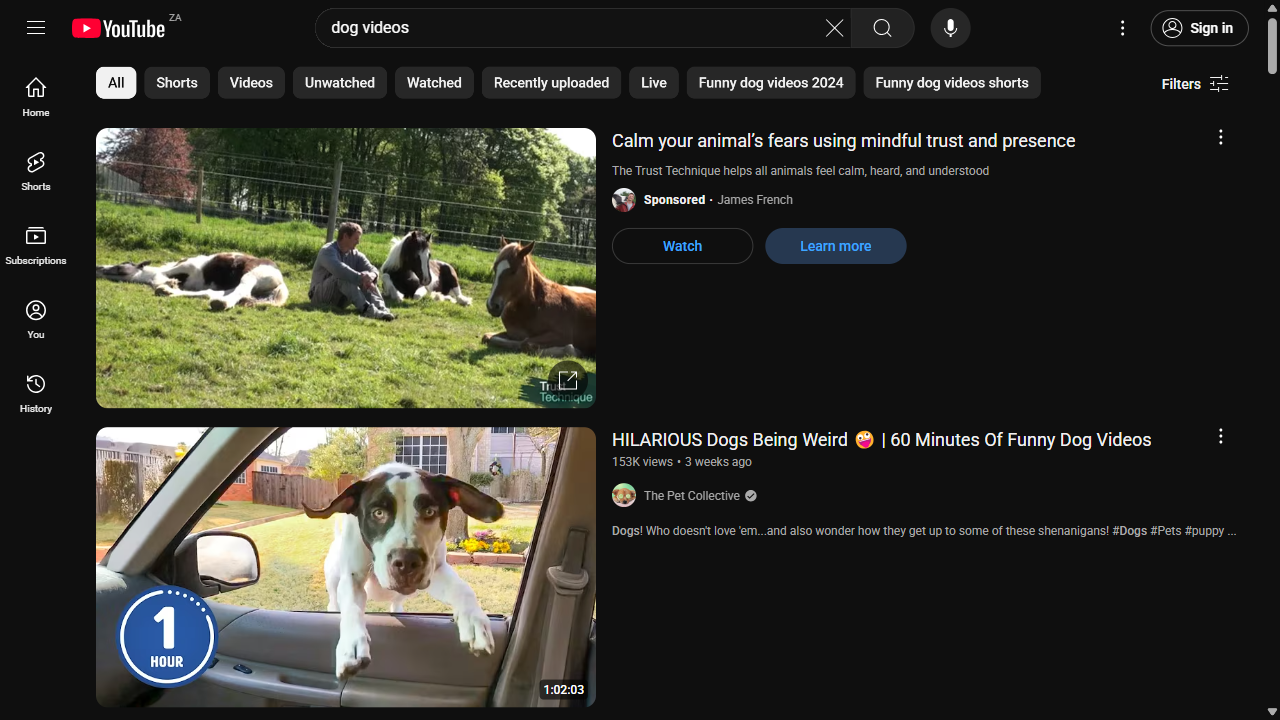 YouTube ZA
dog videos
Sign in
All
Shorts
Videos
Unwatched
Watched
Recently uploaded
Live
Funny dog videos 2024
Funny dog videos shorts
Filters
Home
Shorts
Subscriptions
You
History
Calm your animal’s fears using mindful trust and presence
The Trust Technique helps all animals feel calm, heard, and understood
Sponsored · James French
Watch
Learn more
Trust
Technique
HILARIOUS Dogs Being Weird 🤪 | 60 Minutes Of Funny Dog Videos
153K views • 3 weeks ago
The Pet Collective
Dogs! Who doesn't love 'em...and also wonder how they get up to some of these shenanigans! #Dogs #Pets #puppy ...
1
HOUR
1:02:03